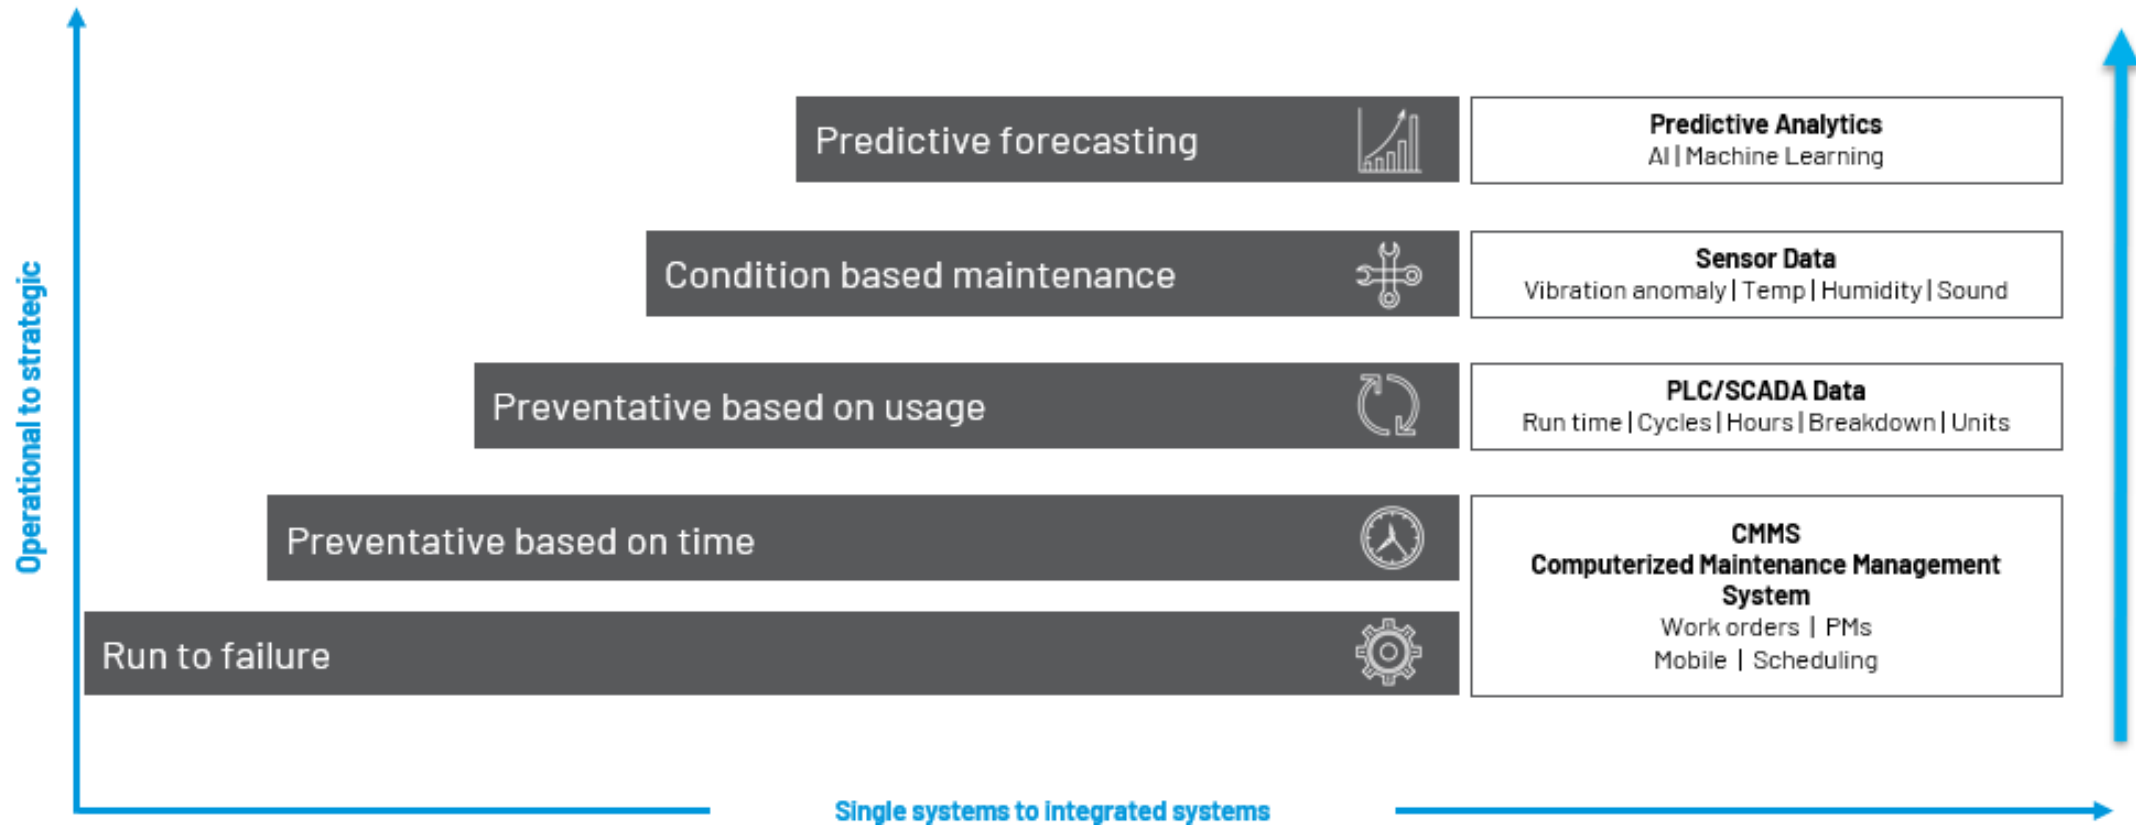 Predictive forecasting
Predictive Analytics
AI | Machine Learning
Condition based maintenance
Sensor Data
Vibration anomaly | Temp | Humidity | Sound
Preventative based on usage
PLC/SCADA Data
Run time | Cycles | Hours | Breakdown | Units
Preventative based on time
Run to failure
CMMS
Computerized Maintenance Management
System
Work orders | PMs
Mobile | Scheduling
Operational to strategic
Single systems to integrated systems